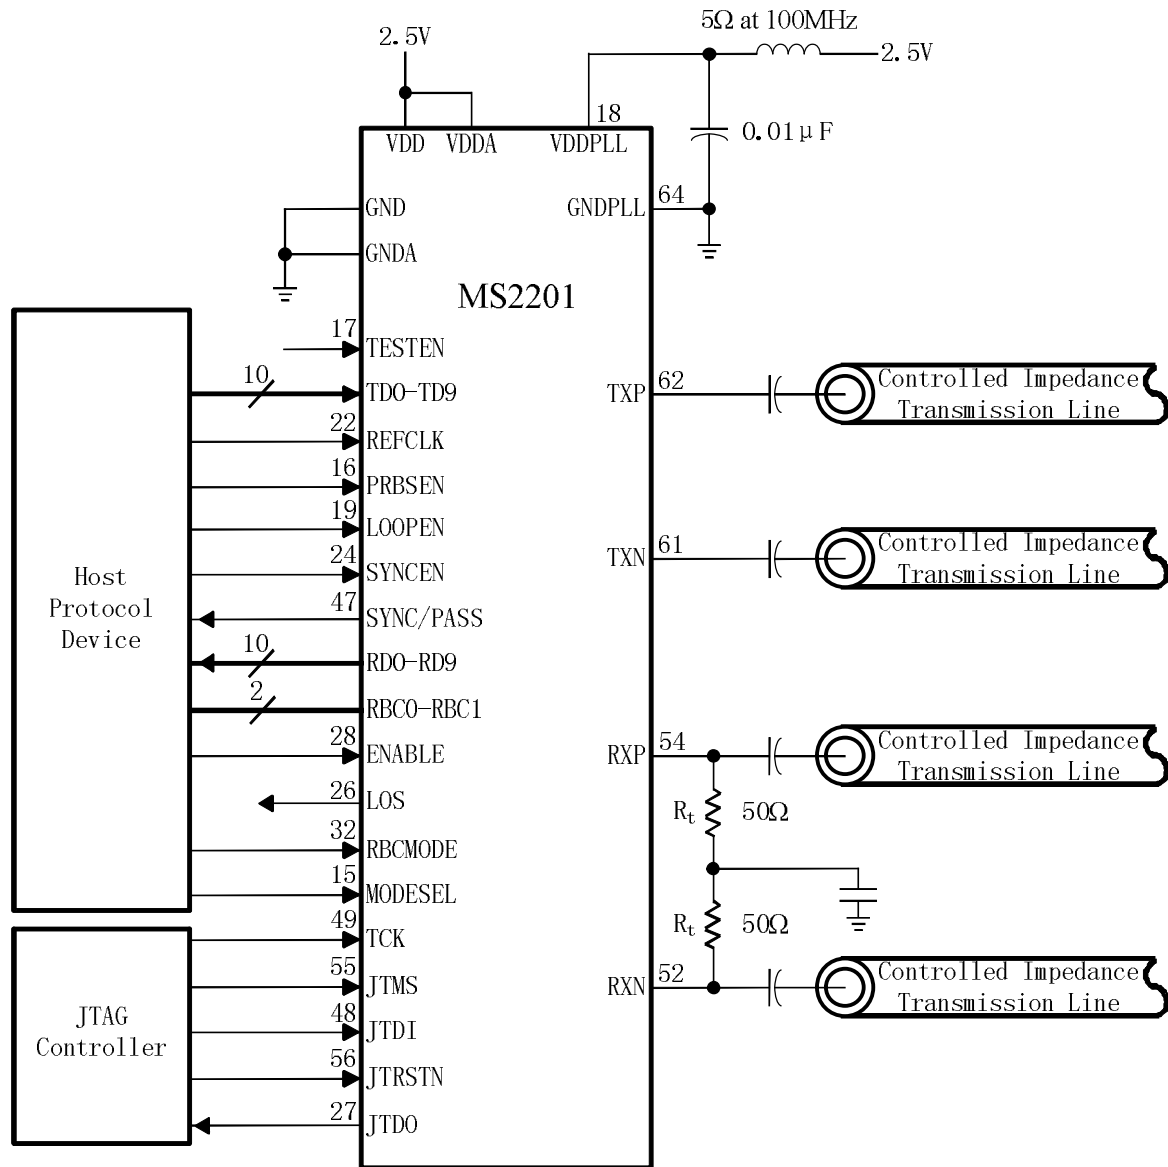 5Ω at 100MHz
2.5V
2.5V
18
VDD
VDDA
VDDPLL
0.01μF
GND
GNDPLL
64
GNDA
MS2201
17
TESTEN
10
TD0-TD9
TXP
62
Controlled Impedance
Transmission Line
22
REFCLK
16
PRBSEN
19
LOOPEN
24
SYNCEN
TXN
61
Controlled Impedance
Transmission Line
Host
Protocol
Device
47
SYNC/PASS
10
RD0-RD9
2
RBC0-RBC1
28
ENABLE
RXP
54
Controlled Impedance
Transmission Line
26
LOS
Rt
50Ω
32
RBCMODE
15
MODESEL
49
TCK
Rt
50Ω
55
JTMS
RXN
52
Controlled Impedance
Transmission Line
JTAG
Controller
48
JTDI
56
JTRSTN
27
JTDO